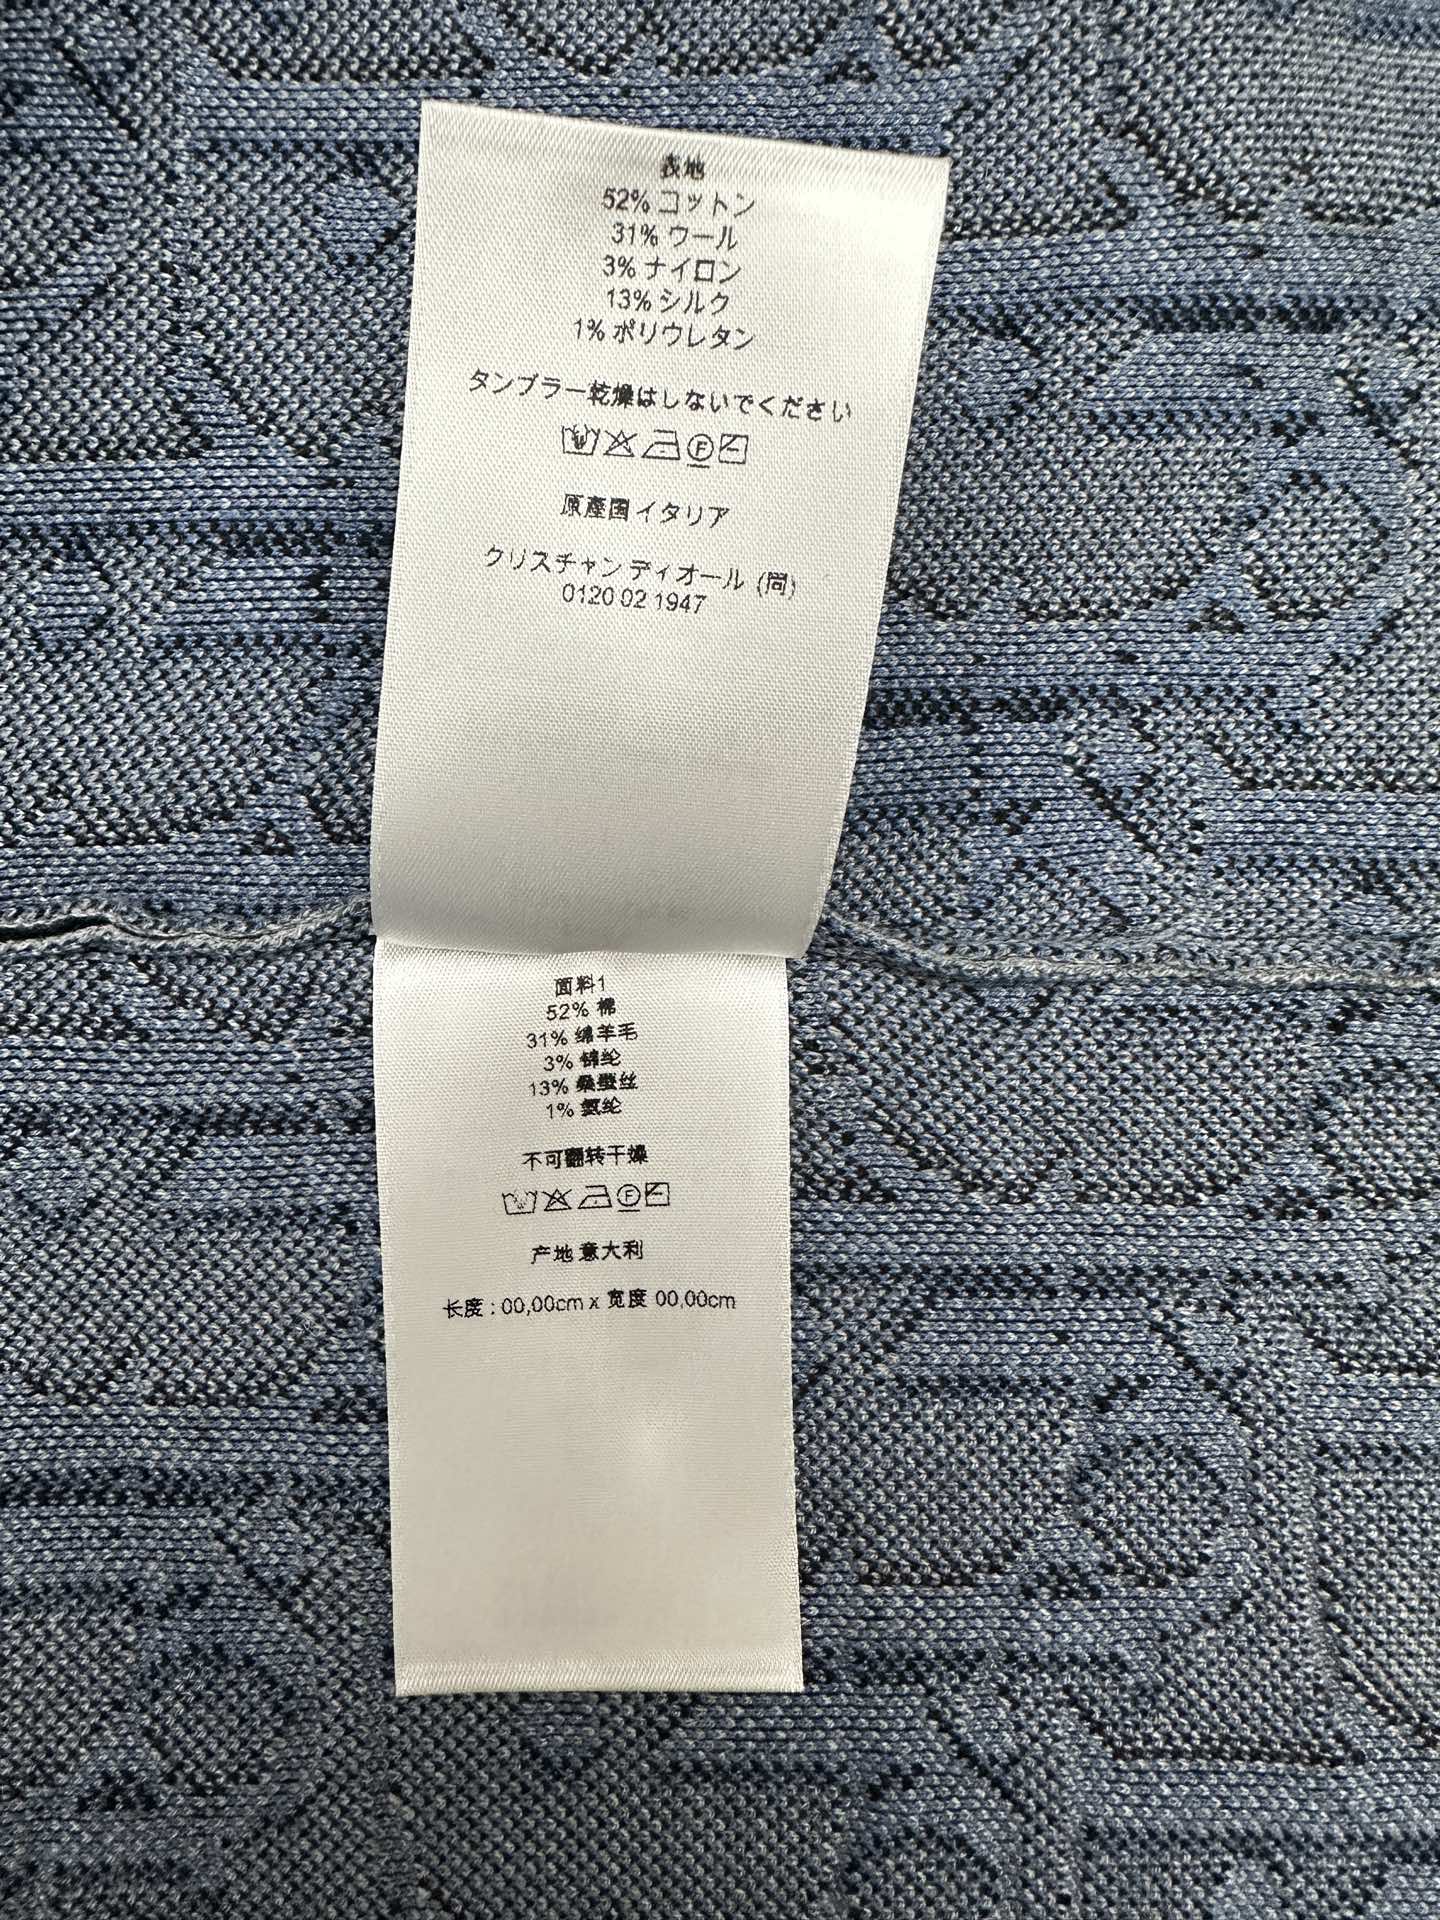 表地
52% コットン
31% ウール
3% ナイロン
13% シルク
1% ポリウレタン
タンブラー乾燥はしないでください
F
原産国 イタリア
クリスチャン ディオール (同)
0120 02 1947
面料1
52% 棉
31% 绵羊毛
3% 锦纶
13% 桑蚕丝
1% 氨纶
不可翻转干燥
F
产地 意大利
长度 : 00,00cm x 宽度 00,00cm